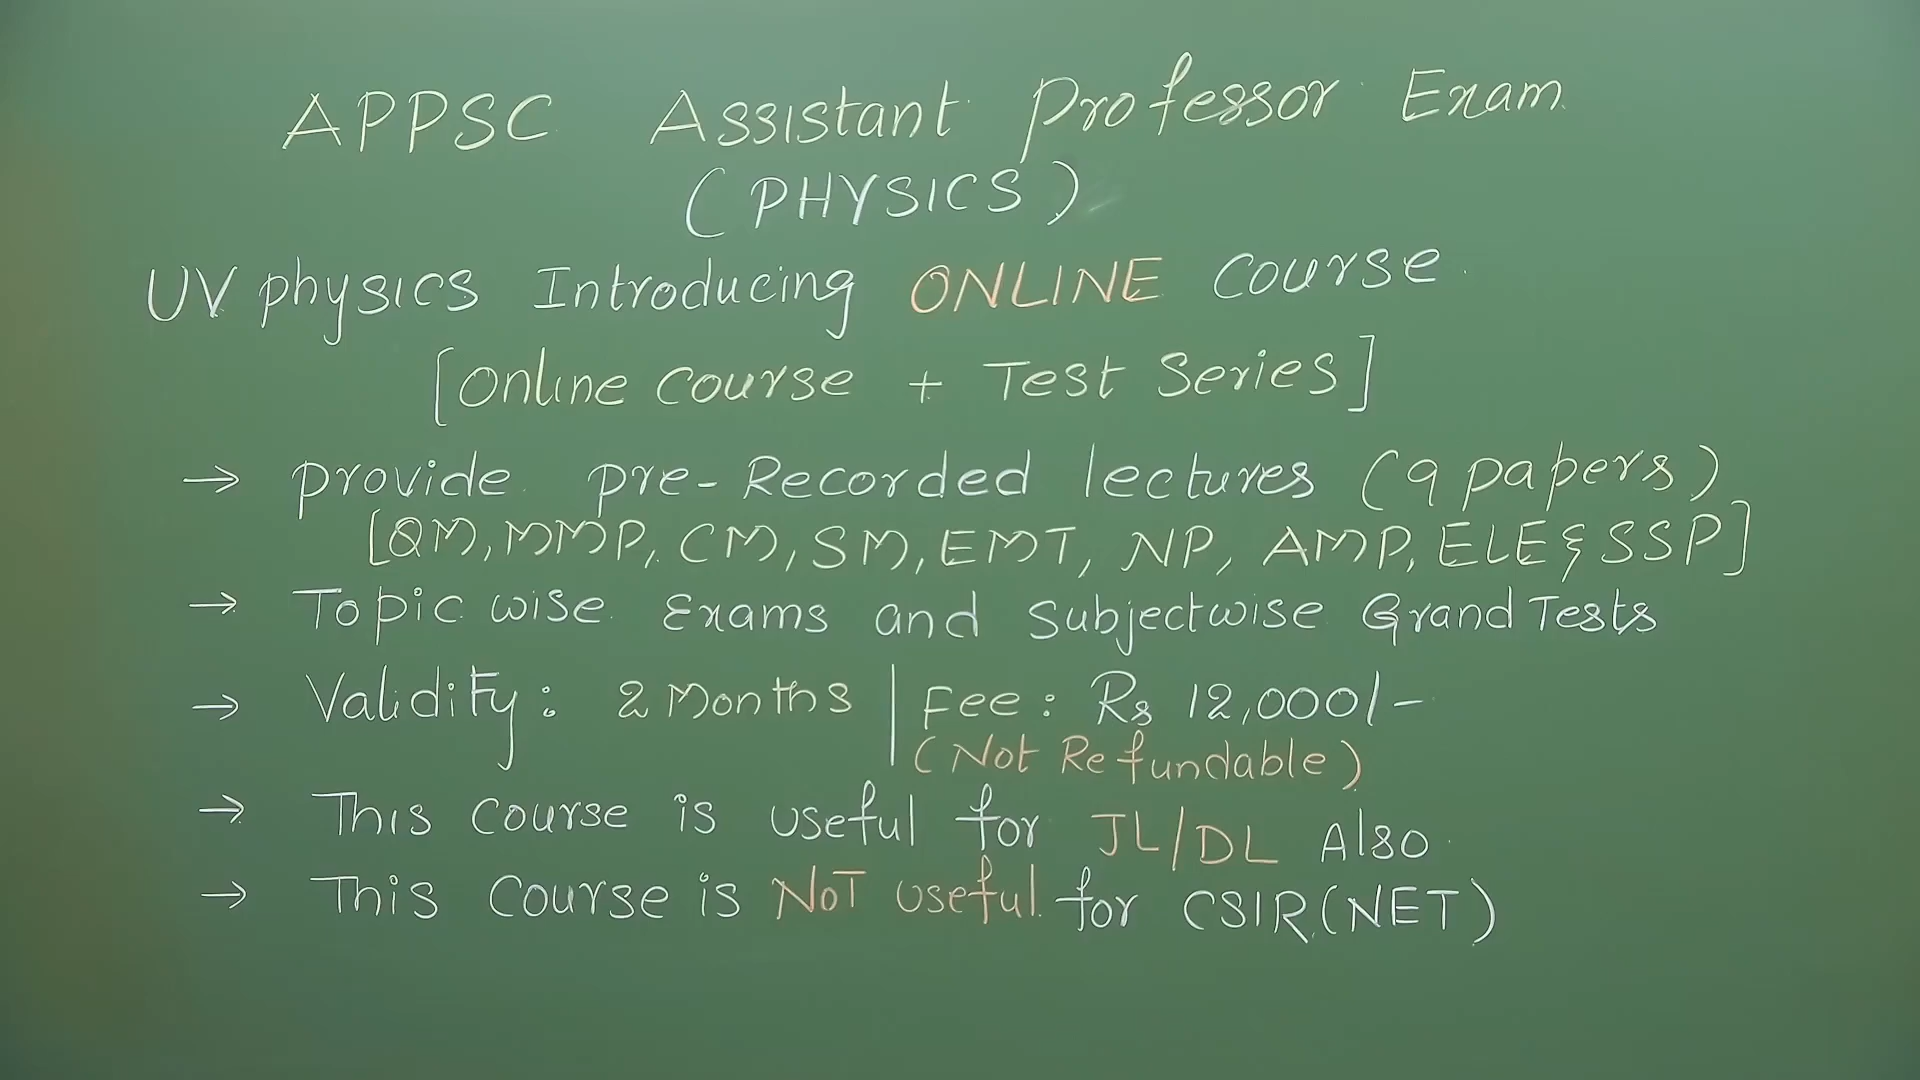 APPSC Assistant Professor Exam
(PHYSICS)
UV physics Introducing ONLINE Course
[Online Course + Test Series]
→ provide pre-Recorded lectures (9 papers)
[QM, MMP, CM, SM, EMT, NP, AMP, ELE & SSP]
→ Topic wise Exams and Subjectwise Grand Tests
→ Validity: 2 Months | Fee: Rs 12,000/-
(Not Refundable)
→ This Course is useful for JL/DL Also
→ This Course is NOT useful for CSIR(NET)